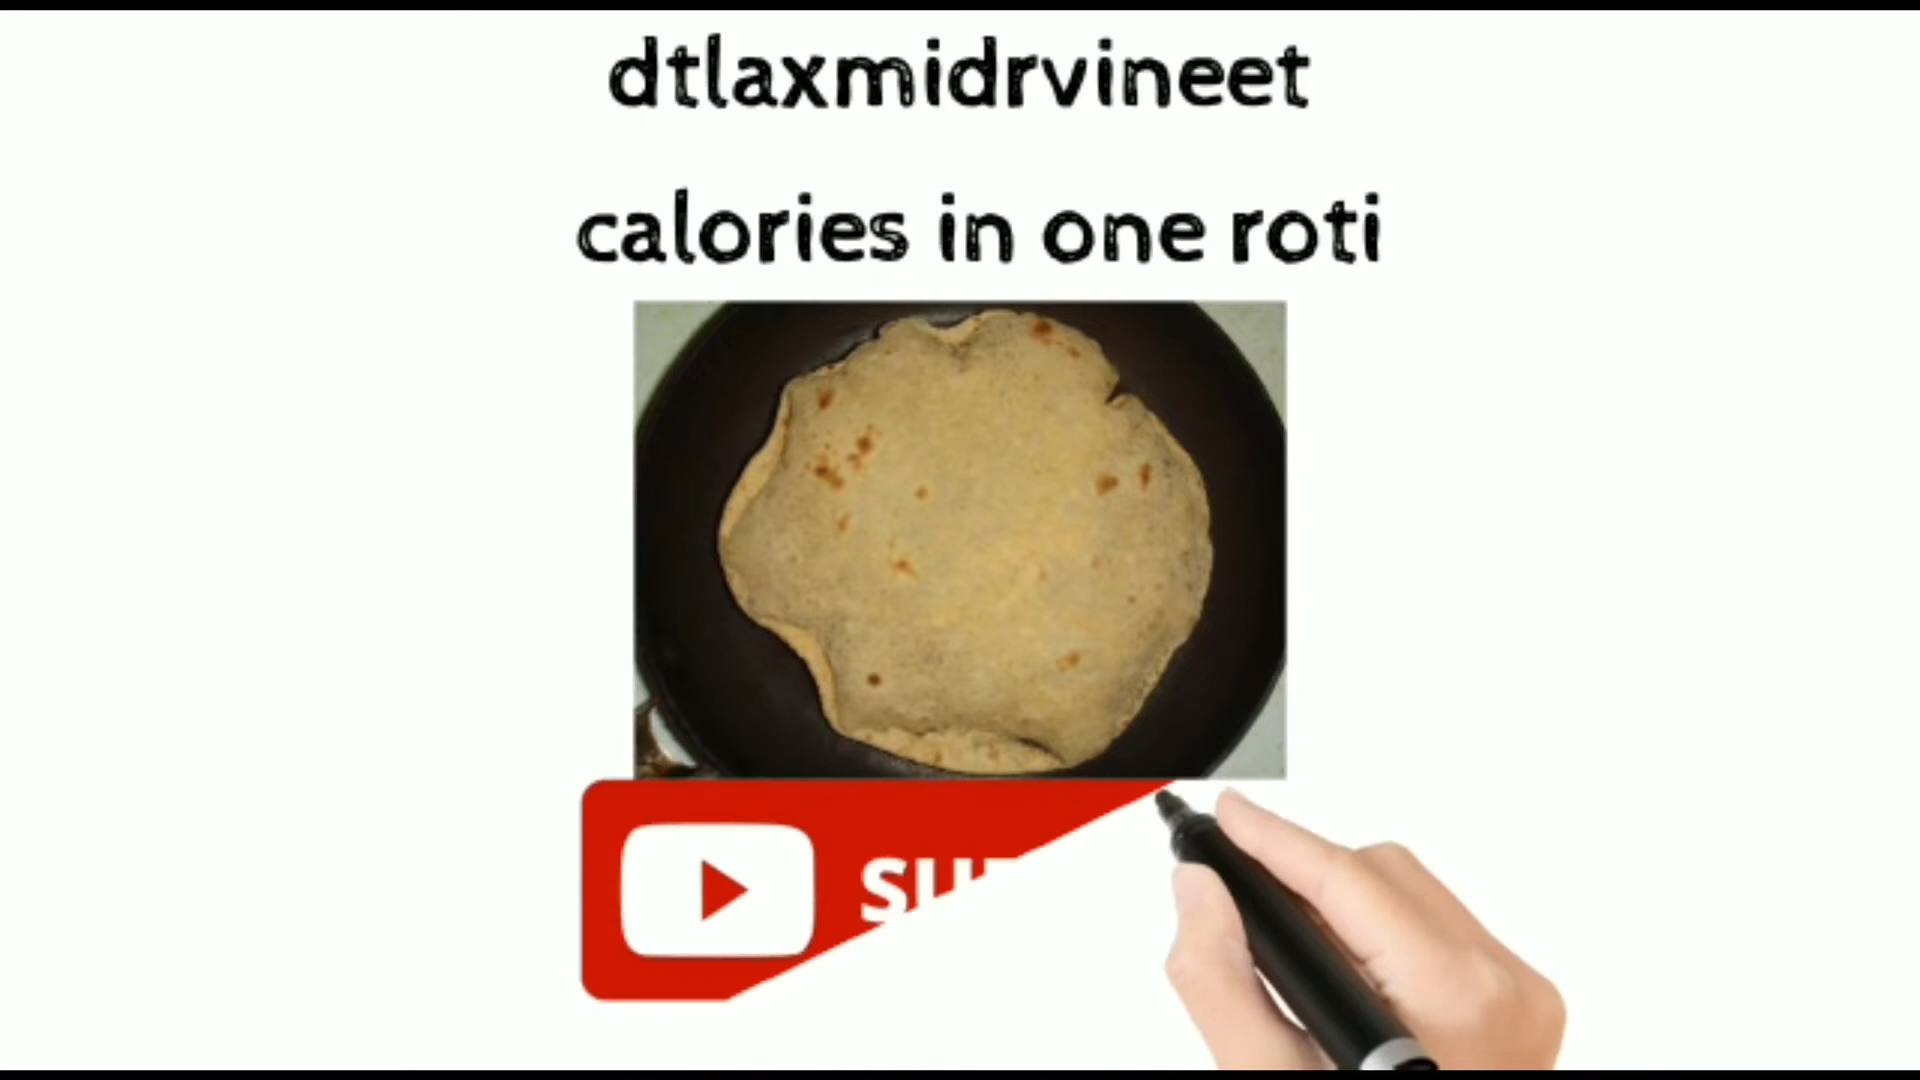 dtlaxmidrvineet
calories in one roti